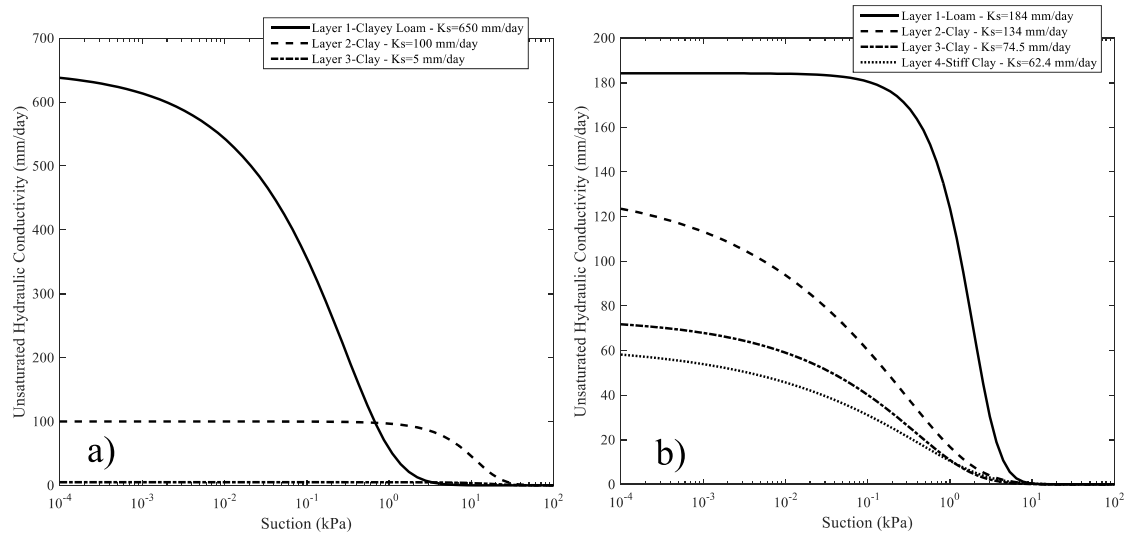 Layer 1-Clayey Loam - Ks=650 mm/day
Layer 2-Clay - Ks=100 mm/day
Layer 3-Clay - Ks=5 mm/day
700
600
500
400
300
200
100
0
Unsaturated Hydraulic Conductivity (mm/day)
a)
10^-4
10^-3
10^-2
10^-1
10^0
10^1
10^2
Suction (kPa)
Layer 1-Loam - Ks=184 mm/day
Layer 2-Clay - Ks=134 mm/day
Layer 3-Clay - Ks=74.5 mm/day
Layer 4-Stiff Clay - Ks=62.4 mm/day
200
180
160
140
120
100
80
60
40
20
0
Unsaturated Hydraulic Conductivity (mm/day)
b)
10^-4
10^-3
10^-2
10^-1
10^0
10^1
10^2
Suction (kPa)